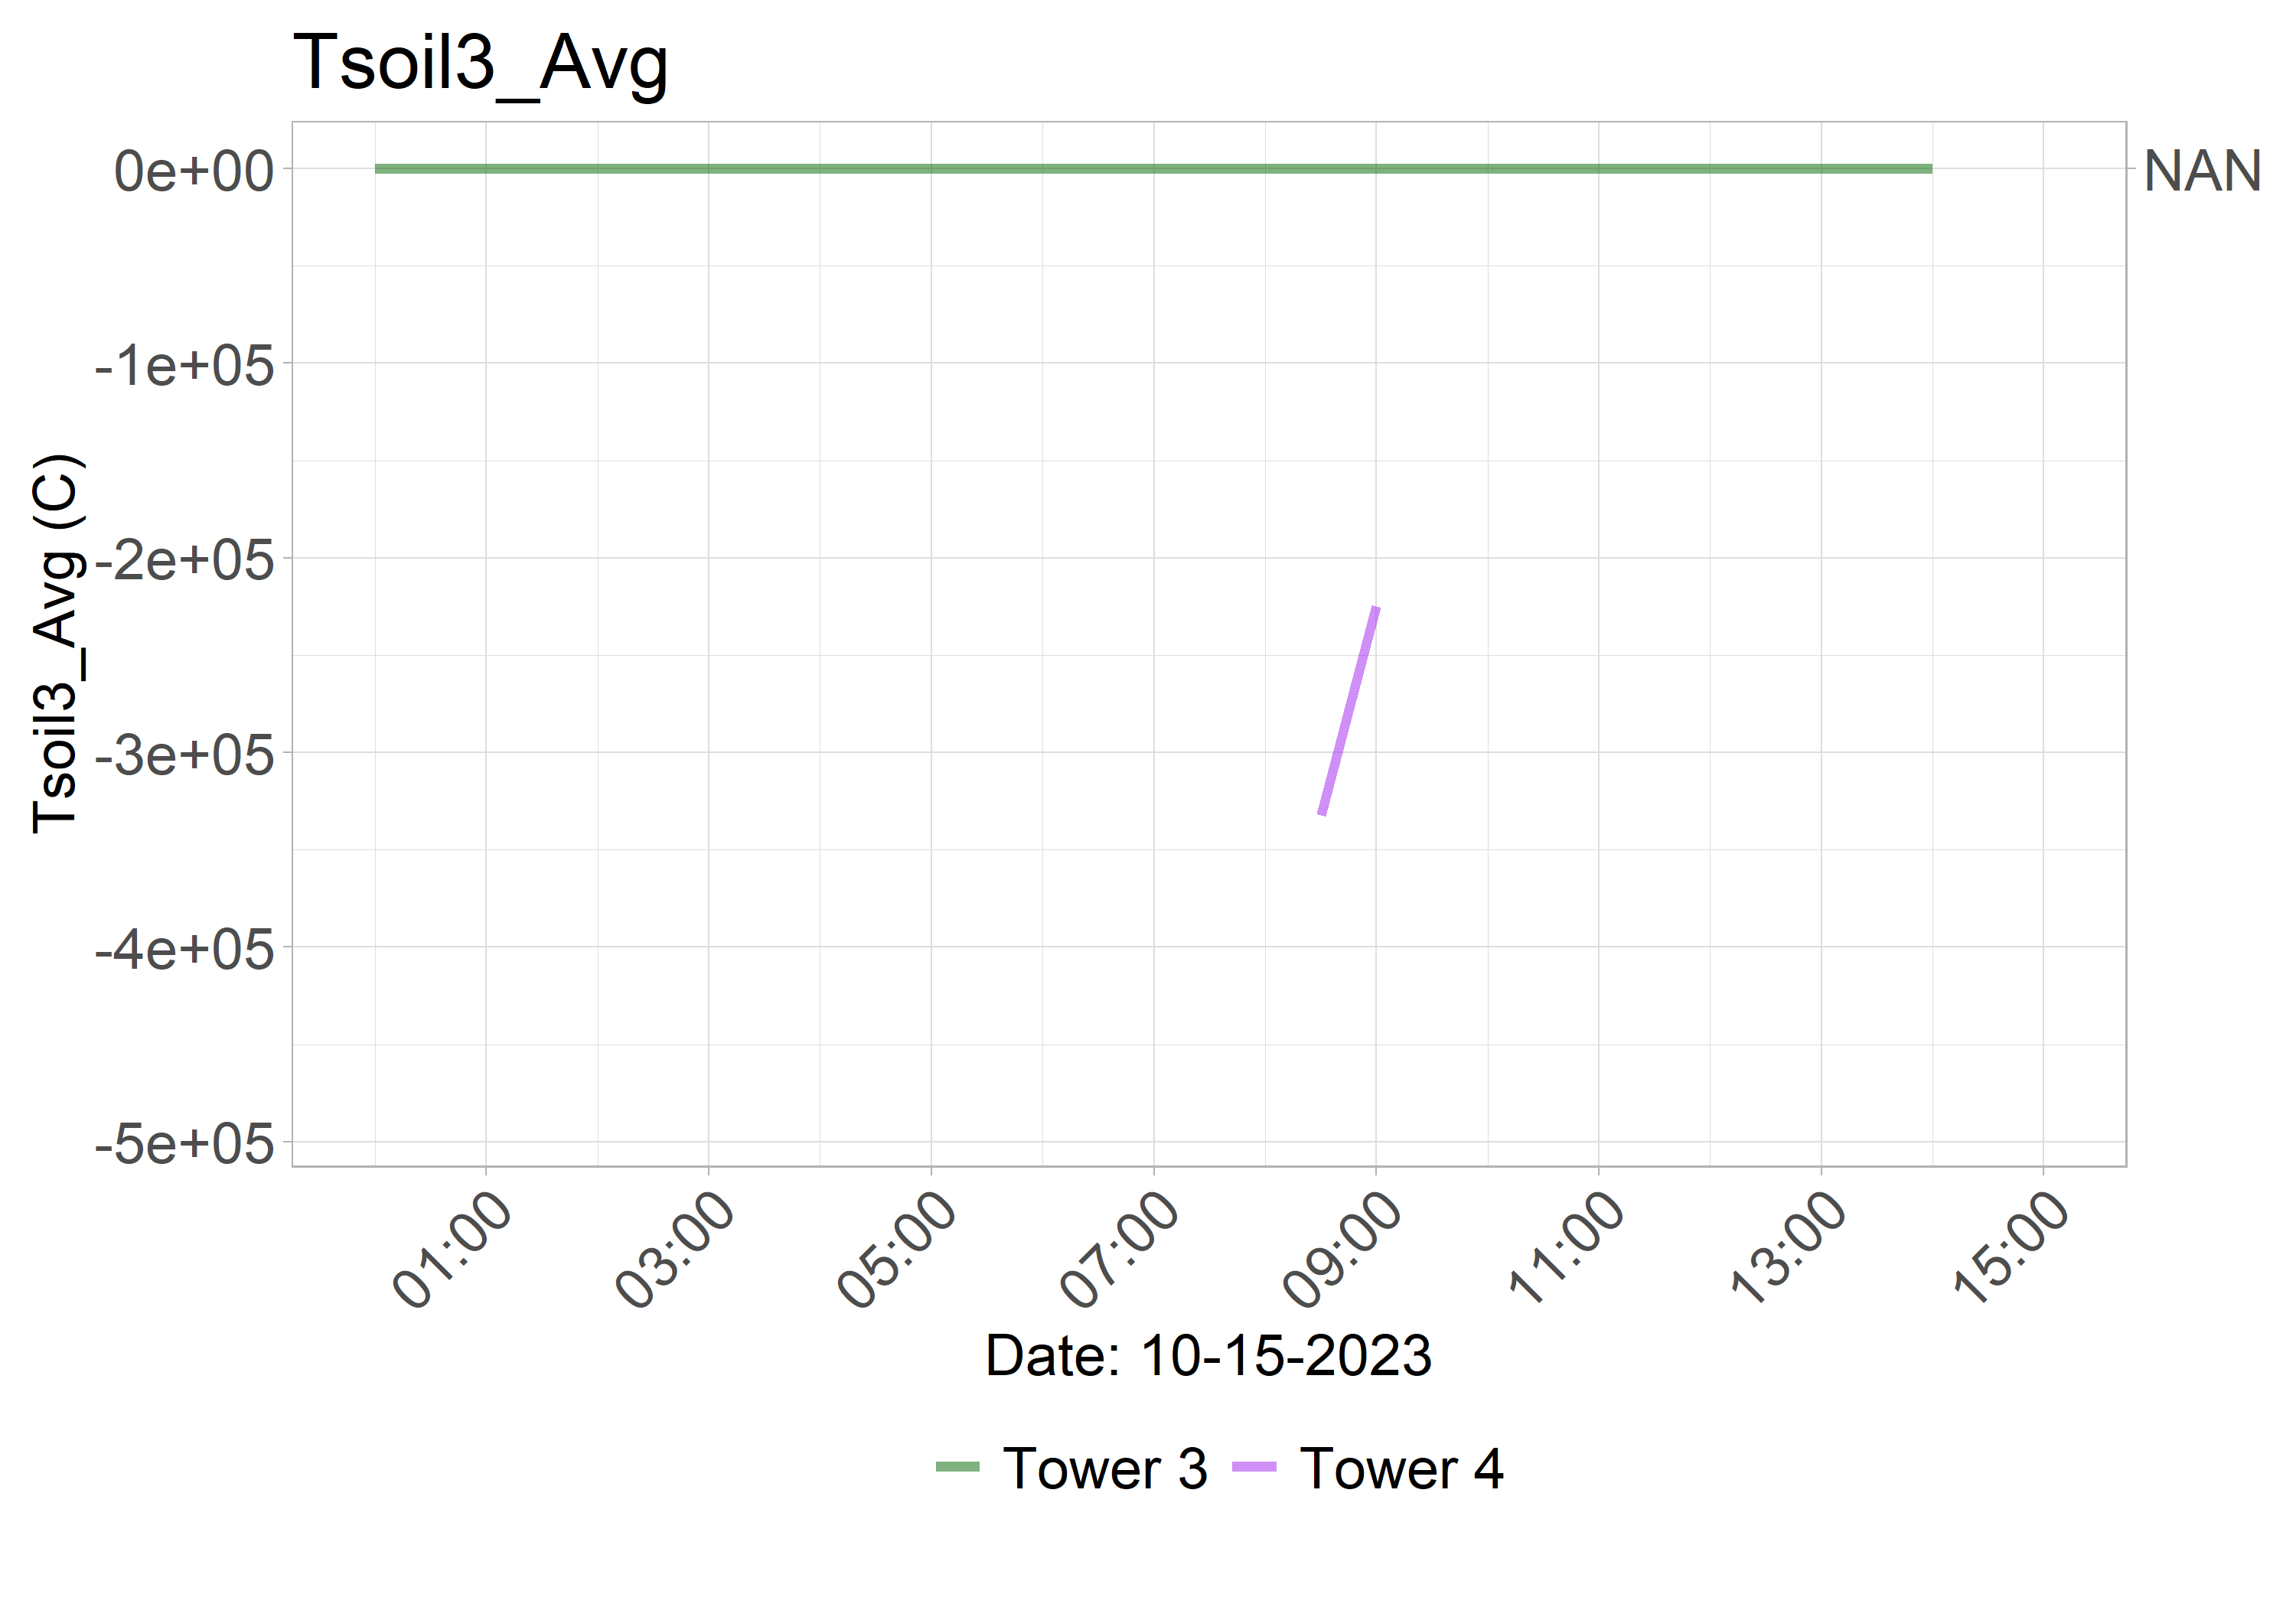 Tsoil3_Avg
Tsoil3_Avg (C)
0e+00
-1e+05
-2e+05
-3e+05
-4e+05
-5e+05
NAN
01:00
03:00
05:00
07:00
09:00
11:00
13:00
15:00
Date: 10-15-2023
Tower 3 Tower 4